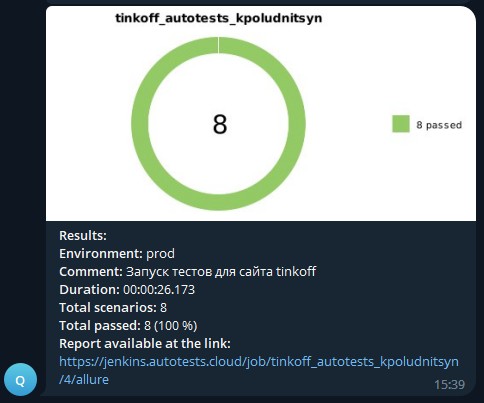 tinkoff_autotests_kpoludnitsyn
8
8 passed
Results:
Environment: prod
Comment: Запуск тестов для сайта tinkoff
Duration: 00:00:26.173
Total scenarios: 8
Total passed: 8 (100 %)
Report available at the link:
https://jenkins.autotests.cloud/job/tinkoff_autotests_kpoludnitsyn
/4/allure
Q
15:39